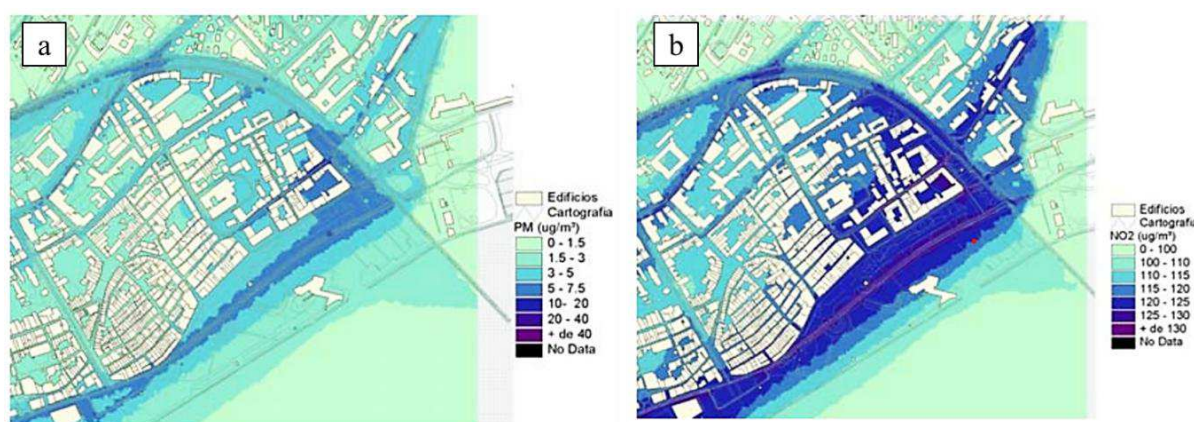 a
Edificios
Cartografia
PM (ug/m³)
0 - 1.5
1.5 - 3
3 - 5
5 - 7.5
10- 20
20 - 40
+ de 40
No Data
b
Edificios
Cartografia
NO2 (ug/m³)
0 - 100
100 - 110
110 - 115
115 - 120
120 - 125
125 - 130
+ de 130
No Data